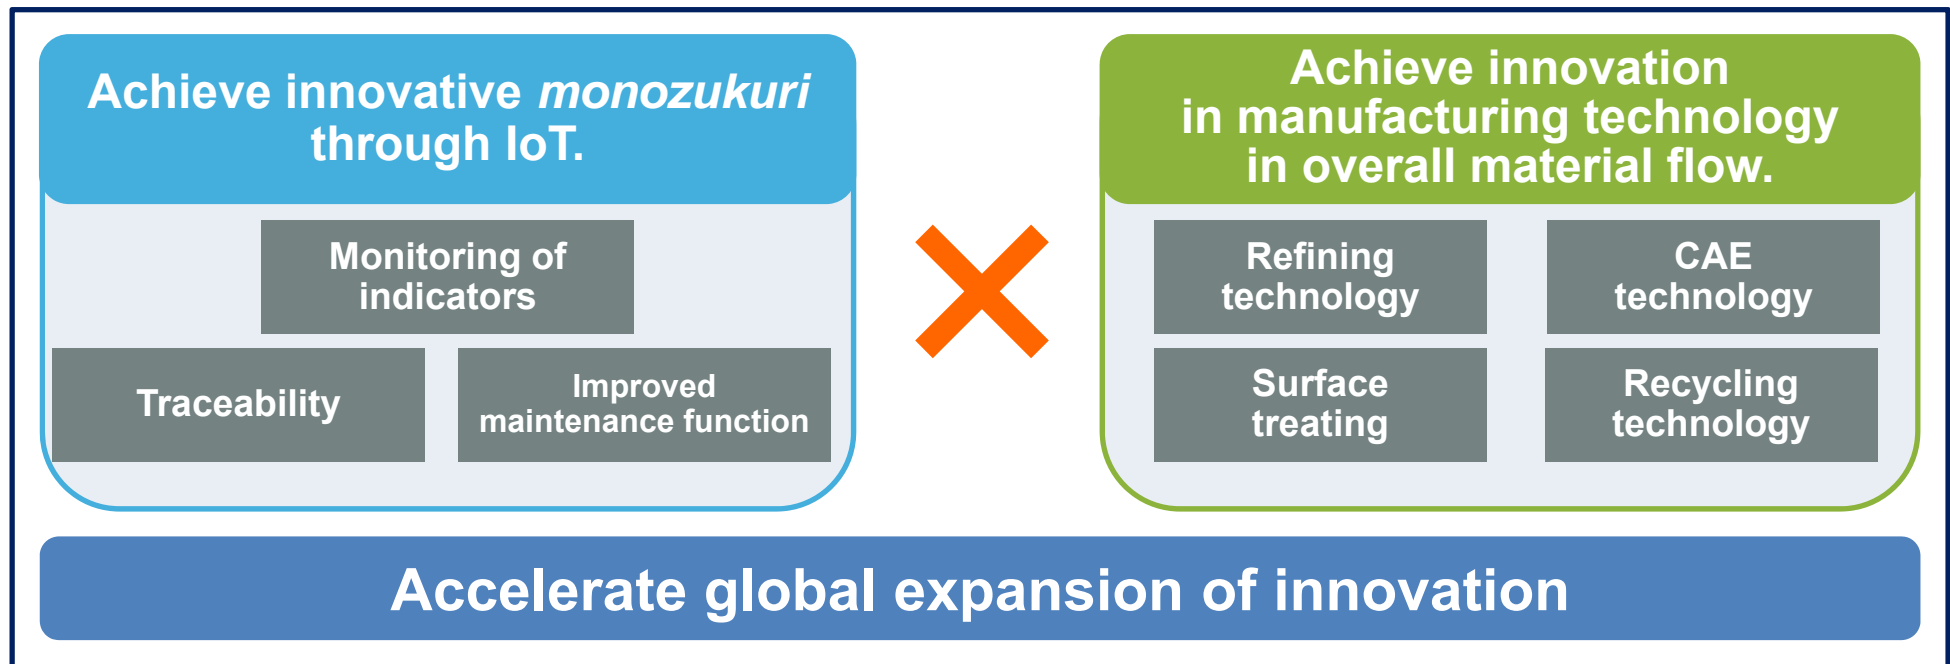 Achieve innovative monozukuri
through IoT.
Monitoring of
indicators
Traceability
Improved
maintenance function
Achieve innovation
in manufacturing technology
in overall material flow.
Refining
technology
CAE
technology
Surface
treating
Recycling
technology
Accelerate global expansion of innovation